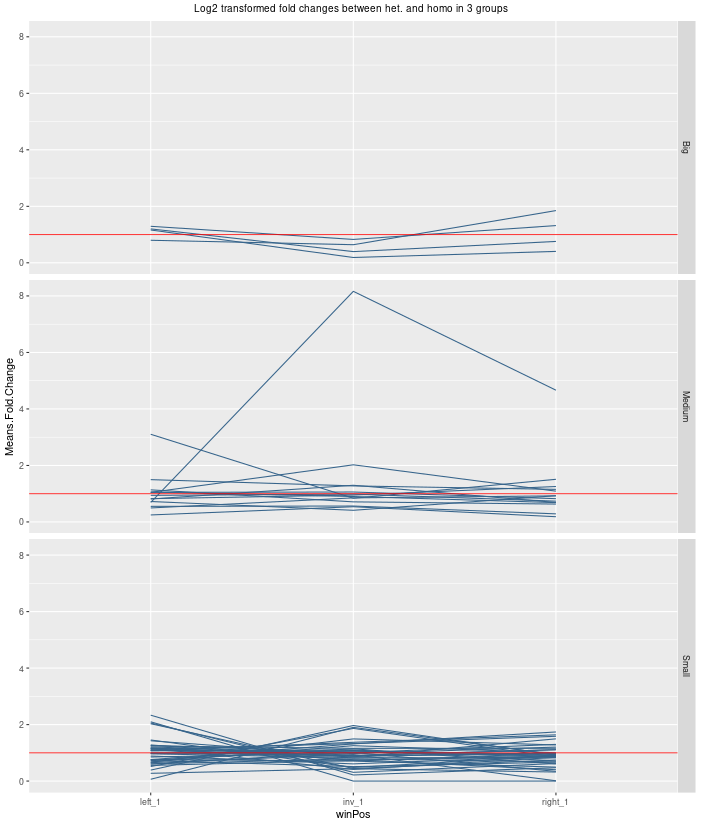 Log2 transformed fold changes between het. and homo in 3 groups
8
6
4
2
0
Big
8
6
4
2
0
Medium
Means.Fold.Change
8
6
4
2
0
Small
left_1 inv_1 right_1
winPos